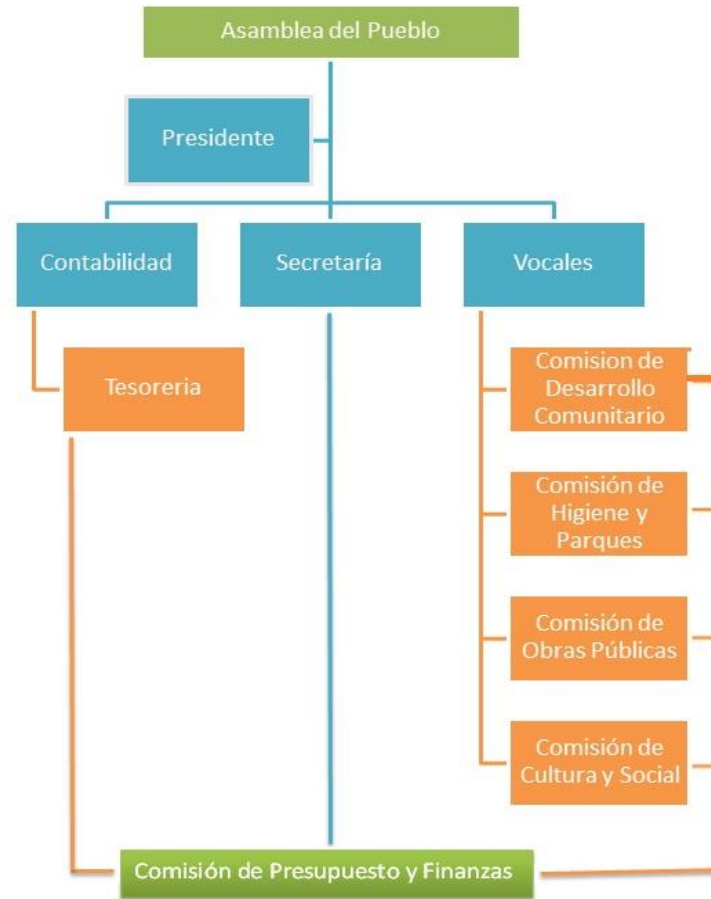 Asamblea del Pueblo
Presidente
Contabilidad
Secretaría
Vocales
Tesoreria
Comision de
Desarrollo
Comunitario
Comisión de
Higiene y
Parques
Comisión de
Obras Públicas
Comisión de
Cultura y Social
Comisión de Presupuesto y Finanzas